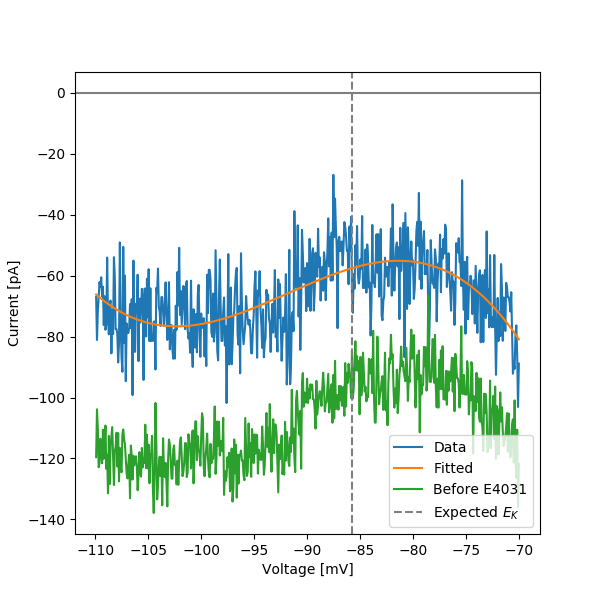 0
−20
−40
−60
−80
−100
−120
−140
Current [pA]
Data
Fitted
Before E4031
Expected E_K
−110
−105
−100
−95
−90
−85
−80
−75
−70
Voltage [mV]